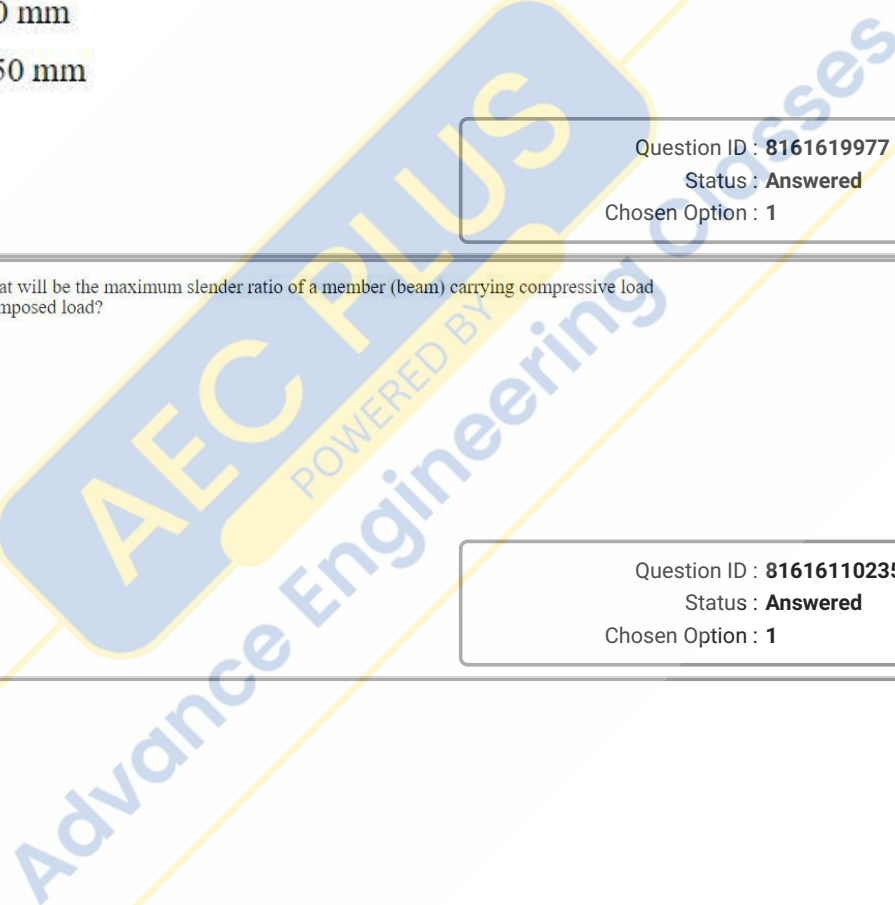 mm
50 mm
Question ID : 8161619977
Status : Answered
Chosen Option : 1
at will be the maximum slender ratio of a member (beam) carrying compressive load
mposed load?
Question ID : 81616110235
Status : Answered
Chosen Option : 1
AEC PLUS
POWERED BY
Advance Engineering Classes